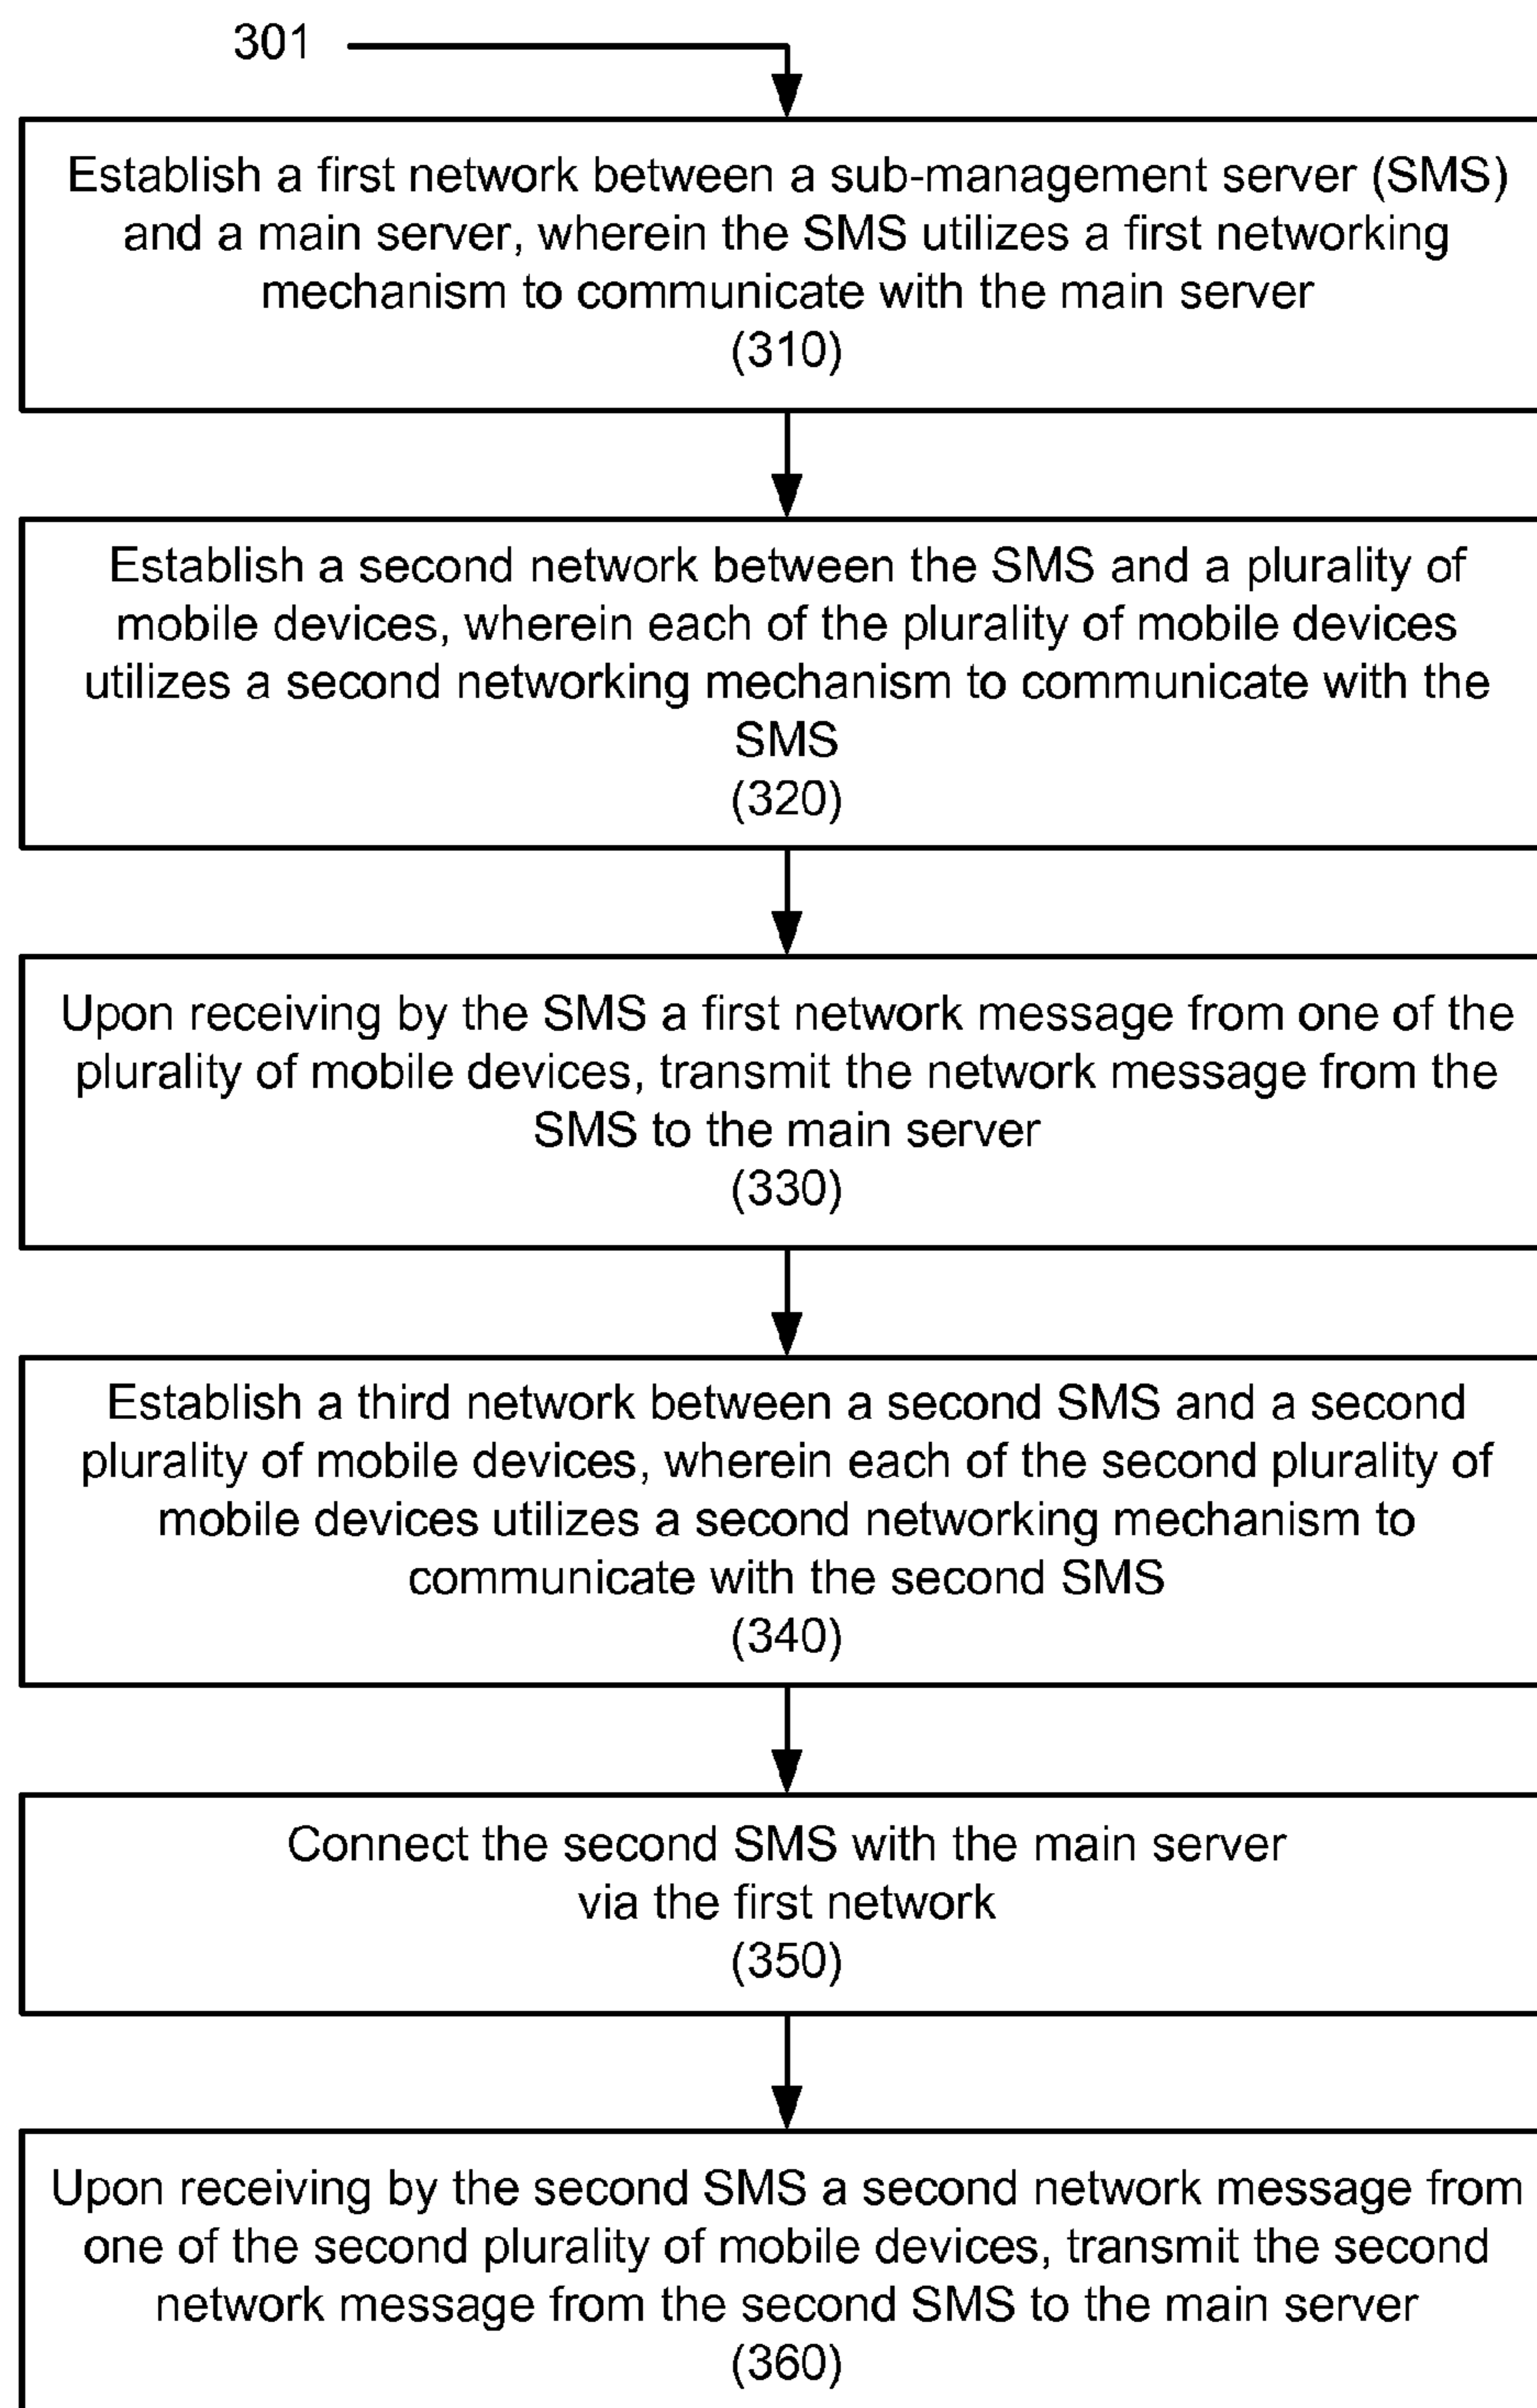 301
Establish a first network between a sub-management server (SMS)
and a main server, wherein the SMS utilizes a first networking
mechanism to communicate with the main server
(310)
Establish a second network between the SMS and a plurality of
mobile devices, wherein each of the plurality of mobile devices
utilizes a second networking mechanism to communicate with the
SMS
(320)
Upon receiving by the SMS a first network message from one of the
plurality of mobile devices, transmit the network message from the
SMS to the main server
(330)
Establish a third network between a second SMS and a second
plurality of mobile devices, wherein each of the second plurality of
mobile devices utilizes a second networking mechanism to
communicate with the second SMS
(340)
Connect the second SMS with the main server
via the first network
(350)
Upon receiving by the second SMS a second network message from
one of the second plurality of mobile devices, transmit the second
network message from the second SMS to the main server
(360)